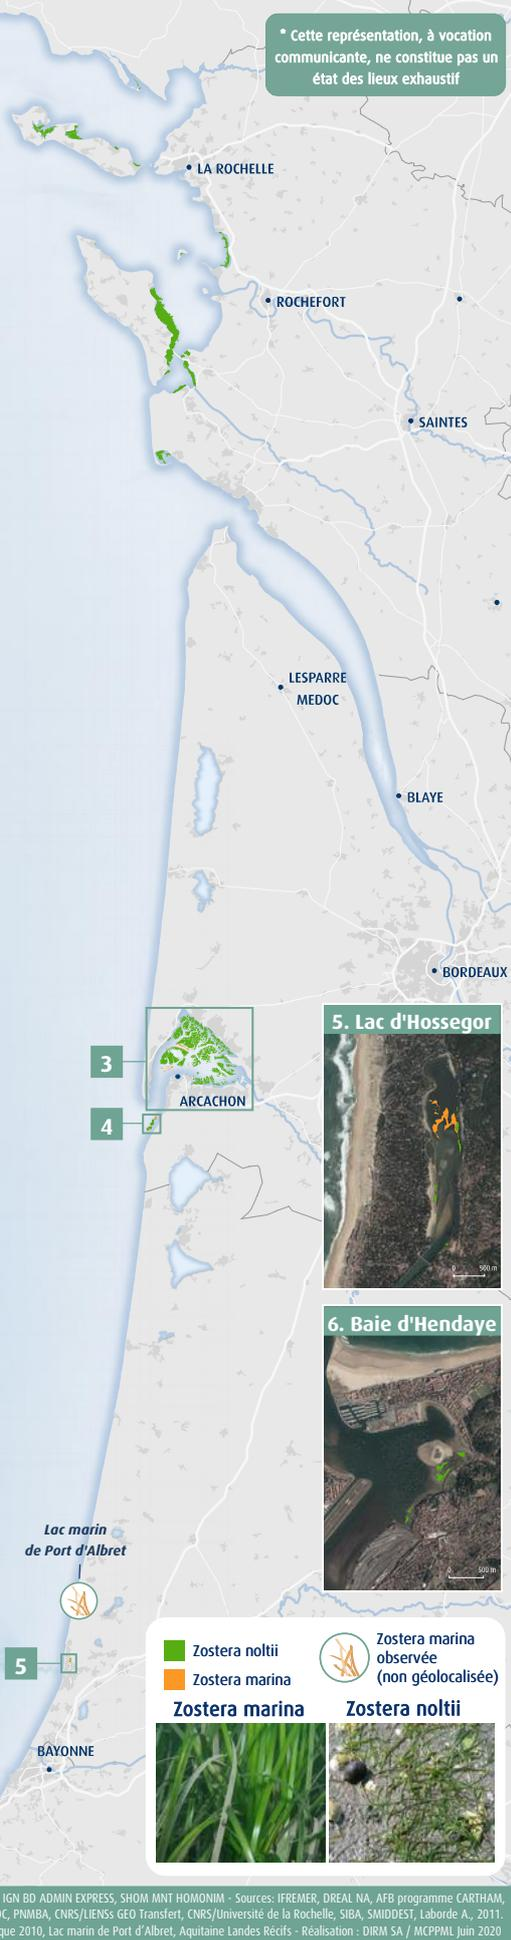 * Cette représentation, à vocation
communicante, ne constitue pas un
état des lieux exhaustif
LA ROCHELLE
ROCHEFORT
SAINTES
LESPARRE
MEDOC
BLAYE
BORDEAUX
5. Lac d'Hossegor
3
ARCACHON
4
0 500 m
6. Baie d'Hendaye
Lac marin
de Port d'Albret
0 500 m
5
Zostera noltii
Zostera marina
Zostera marina
observée
(non géolocalisée)
Zostera marina
Zostera noltii
BAYONNE
IGN BD ADMIN EXPRESS, SHOM MNT HOMONIM - Sources: IFREMER, DREAL NA, AFB programme CARTHAM,
C, PNMBA, CNRS/LIENSs GEO Transfert, CNRS/Université de la Rochelle, SIBA, SMIDDEST, Laborde A., 2011.
que 2010, Lac marin de Port d'Albret, Aquitaine Landes Récifs - Réalisation : DIRM SA / MCPPML Juin 2020